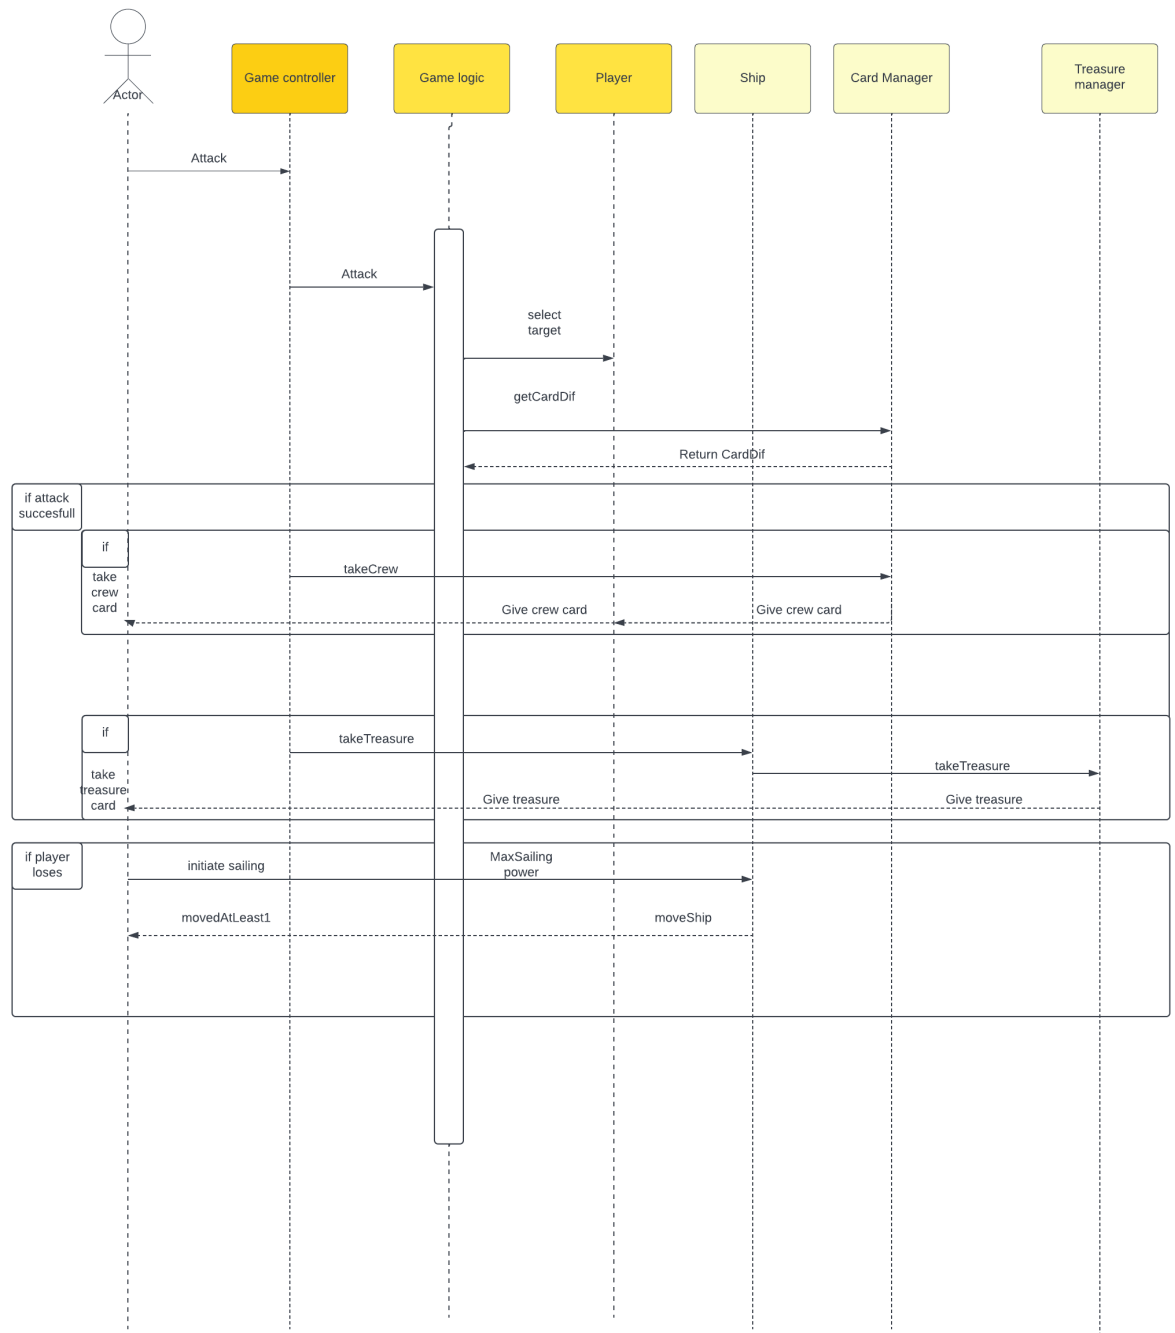 Actor
Game controller
Game logic
Player
Ship
Card Manager
Treasure
manager
Attack
Attack
select
target
getCardDif
Return CardDif
if attack
succesfull
if
take
crew
card
takeCrew
Give crew card
Give crew card
if
take
treasure
card
takeTreasure
takeTreasure
Give treasure
Give treasure
if player
loses
initiate sailing
MaxSailing
power
movedAtLeast1
moveShip